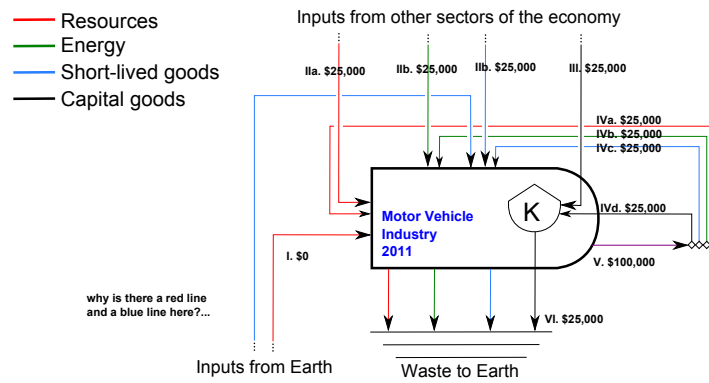 Inputs from other sectors of the economy
Resources
Energy
Short-lived goods
Capital goods
IIa. $25,000
IIb. $25,000
IIb. $25,000
III. $25,000
IVa. $25,000
IVb. $25,000
IVc. $25,000
Motor Vehicle
Industry
2011
K
IVd. $25,000
I. $0
V. $100,000
why is there a red line
and a blue line here?...
VI. $25,000
Inputs from Earth
Waste to Earth